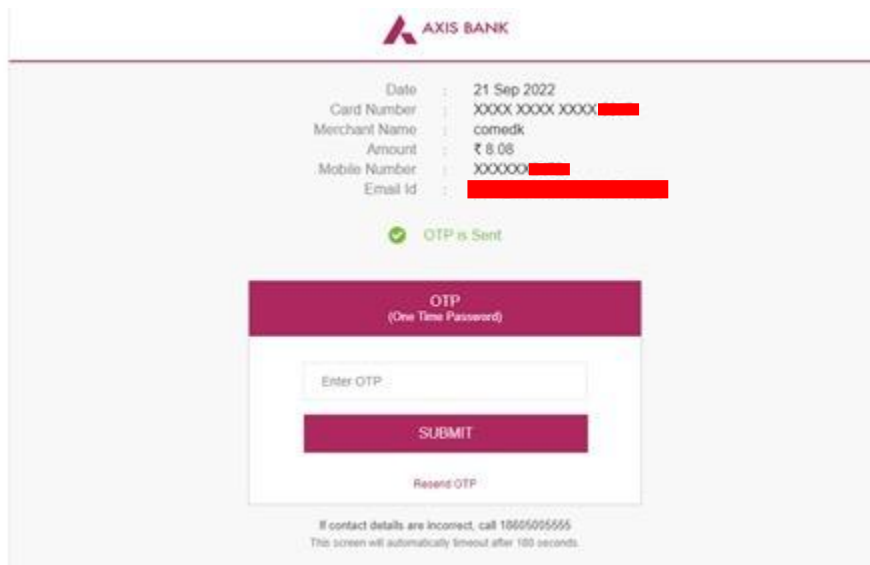 AXIS BANK
Date : 21 Sep 2022
Card Number : XXXX XXXX XXXX
Merchant Name : comedk
Amount : ₹ 8.08
Mobile Number : XXXXXX
Email Id :
OTP is Sent
OTP
(One Time Password)
Enter OTP
SUBMIT
Resend OTP
If contact details are incorrect, call 18605005555
This screen will automatically timeout after 180 seconds.